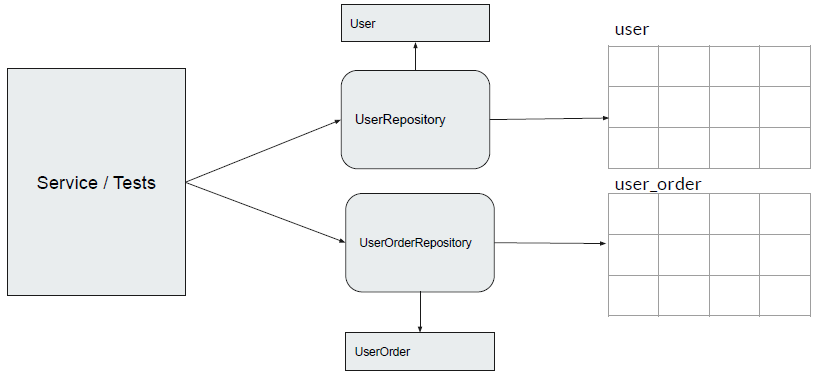 User
user
UserRepository
Service / Tests
user_order
UserOrderRepository
UserOrder